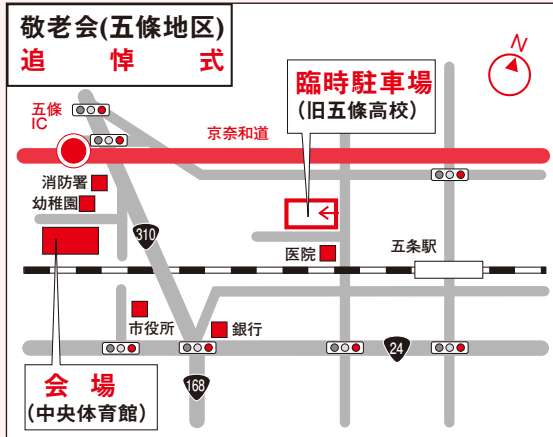 敬老会(五條地区)
追悼式
N
臨時駐車場
(旧五條高校)
五條
IC
京奈和道
消防署
幼稚園
310
医院
五条駅
市役所
銀行
24
168
会場
(中央体育館)